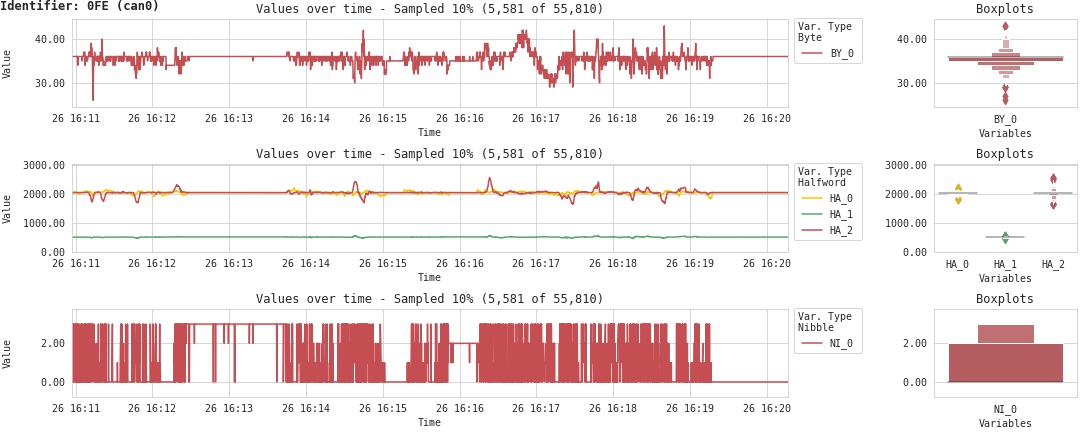 Identifier: 0FE (can0)
Values over time - Sampled 10% (5,581 of 55,810)
Value
40.00
30.00
26 16:11 26 16:12 26 16:13 26 16:14 26 16:15 26 16:16 26 16:17 26 16:18 26 16:19 26 16:20
Time
Var. Type
Byte
BY_0
Boxplots
40.00
30.00
BY_0
Variables
Values over time - Sampled 10% (5,581 of 55,810)
Value
3000.00
2000.00
1000.00
0.00
26 16:11 26 16:12 26 16:13 26 16:14 26 16:15 26 16:16 26 16:17 26 16:18 26 16:19 26 16:20
Time
Var. Type
Halfword
HA_0
HA_1
HA_2
Boxplots
3000.00
2000.00
1000.00
0.00
HA_0 HA_1 HA_2
Variables
Values over time - Sampled 10% (5,581 of 55,810)
Value
2.00
0.00
26 16:11 26 16:12 26 16:13 26 16:14 26 16:15 26 16:16 26 16:17 26 16:18 26 16:19 26 16:20
Time
Var. Type
Nibble
NI_0
Boxplots
2.00
0.00
NI_0
Variables